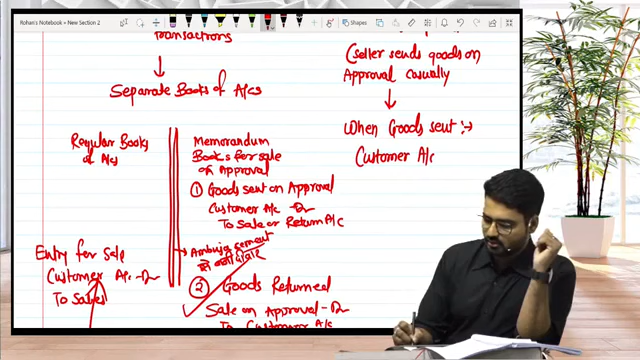 Rohan's Notebook » New Section 2
Shapes
transactions
Separate Books of A/cs
Regular Books
of A/cs
Entry for Sale
Customer A/c -Dr
To Sales
Memorandum
Books for sale
on Approval
① Goods sent on Approval
Customer A/c -Dr
To Sale or Return A/C
② Goods Returned
Sale on Approval -Dr
To Customer A/c
(seller sends goods on
Approval casually
When Goods sent :→
Customer A/c